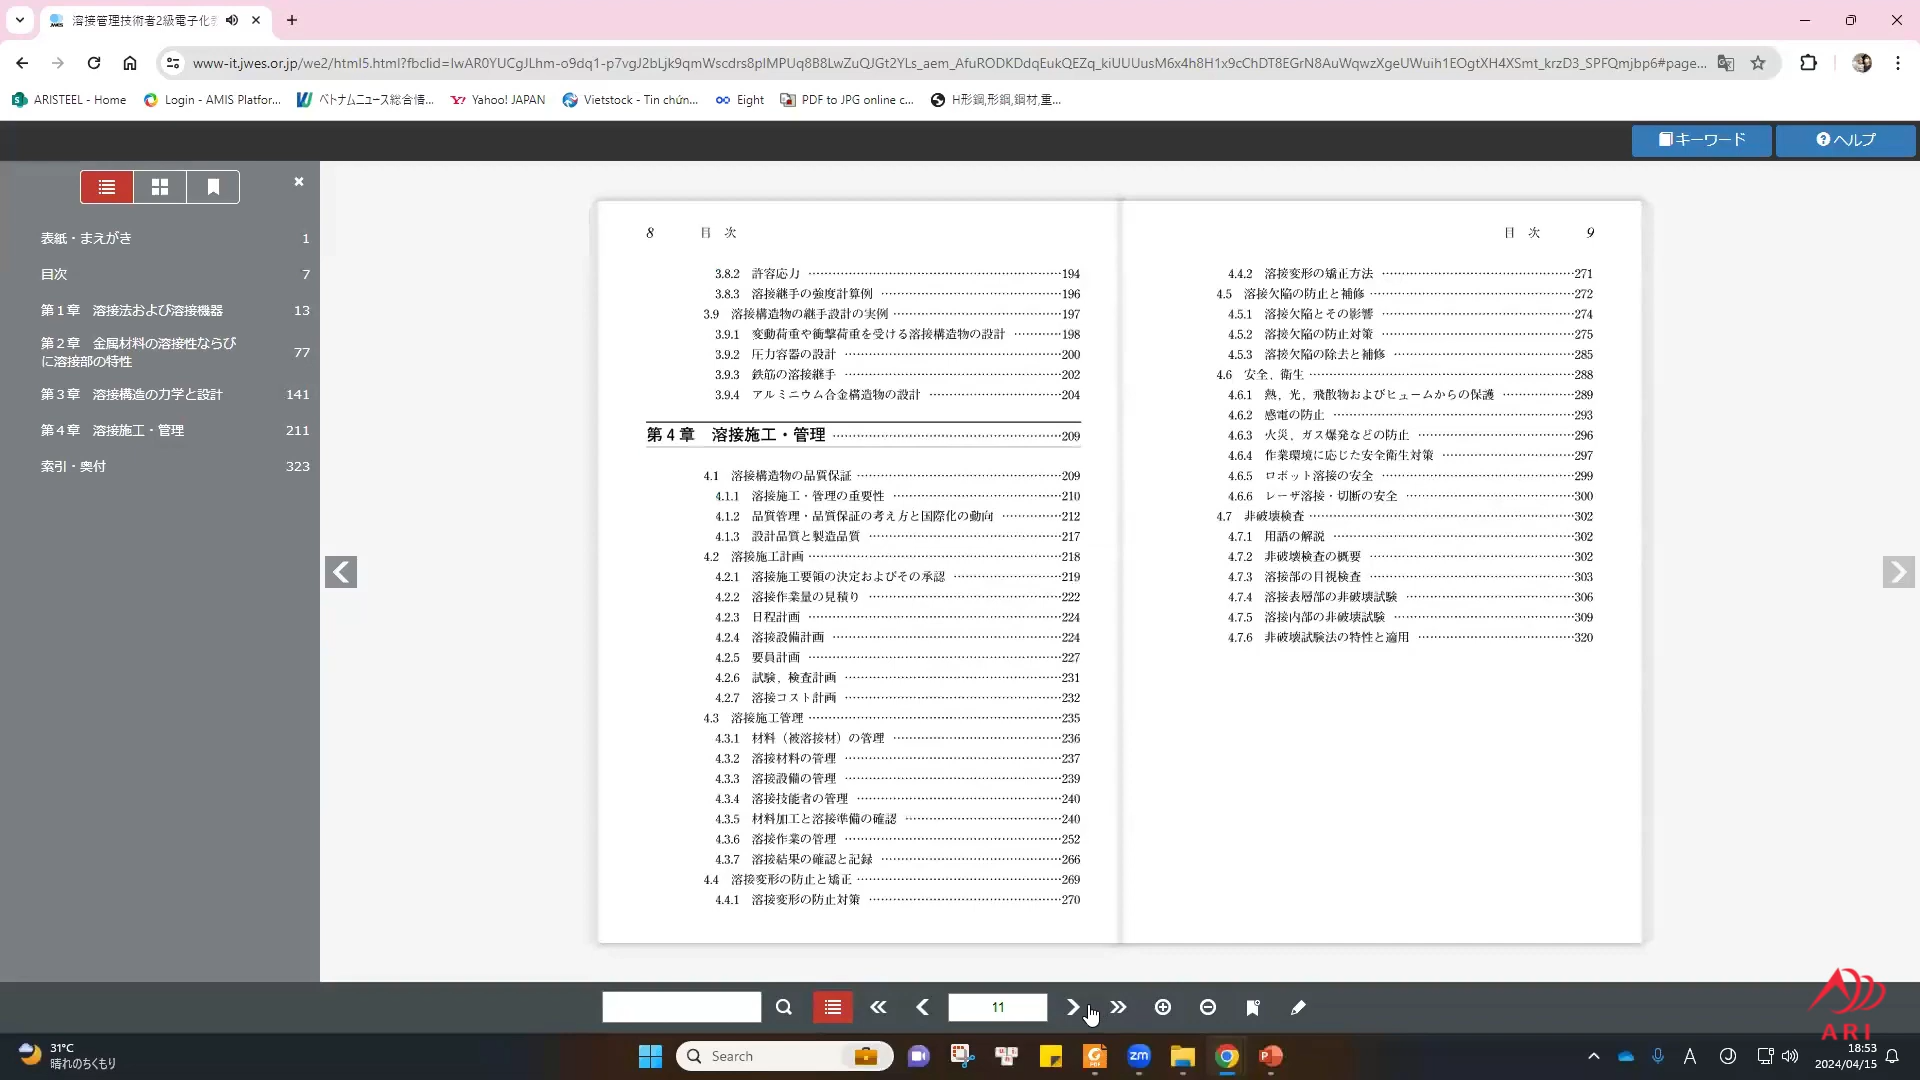 溶接管理技術者2級電子化
www-it.jwes.or.jp/we2/html5.html?fbclid=IwAR0YUCgJLhm-o9dq1-p7vgJ2bLjk9qmWscdrs8pIMPUq8B8LwZuQJGt2YLs_aem_AfuRODKDdqEukQEZq_kiUUUusM6x4h8H1x9cChDT8EGrN8AuWqwzXgeUWuih1EOgtXH4XSmt_krzD3_SPFQmjbp6#page...
ARISTEEL - Home
Login - AMIS Platfor...
ベトナムニュース総合情...
Yahoo! JAPAN
Vietstock - Tin chứn...
Eight
PDF to JPG online c...
H形鋼,形鋼,鋼材,重...
キーワード
ヘルプ
表紙・まえがき 1
目次 7
第1章 溶接法および溶接機器 13
第2章 金属材料の溶接性ならび
に溶接部の特性 77
第3章 溶接構造の力学と設計 141
第4章 溶接施工・管理 211
索引・奥付 323
8 目 次
3.8.2 許容応力 194
3.8.3 溶接継手の強度計算例 196
3.9 溶接構造物の継手設計の実例 197
3.9.1 変動荷重や衝撃荷重を受ける溶接構造物の設計 198
3.9.2 圧力容器の設計 200
3.9.3 鉄筋の溶接継手 202
3.9.4 アルミニウム合金構造物の設計 204
第4章 溶接施工・管理 209
4.1 溶接構造物の品質保証 209
4.1.1 溶接施工・管理の重要性 210
4.1.2 品質管理・品質保証の考え方と国際化の動向 212
4.1.3 設計品質と製造品質 217
4.2 溶接施工計画 218
4.2.1 溶接施工要領の決定およびその承認 219
4.2.2 溶接作業量の見積り 222
4.2.3 日程計画 224
4.2.4 溶接設備計画 224
4.2.5 要員計画 227
4.2.6 試験，検査計画 231
4.2.7 溶接コスト計画 232
4.3 溶接施工管理 235
4.3.1 材料（被溶接材）の管理 236
4.3.2 溶接材料の管理 237
4.3.3 溶接設備の管理 239
4.3.4 溶接技能者の管理 240
4.3.5 材料加工と溶接準備の確認 240
4.3.6 溶接作業の管理 252
4.3.7 溶接結果の確認と記録 266
4.4 溶接変形の防止と矯正 269
4.4.1 溶接変形の防止対策 270
目 次 9
4.4.2 溶接変形の矯正方法 271
4.5 溶接欠陥の防止と補修 272
4.5.1 溶接欠陥とその影響 274
4.5.2 溶接欠陥の防止対策 275
4.5.3 溶接欠陥の除去と補修 285
4.6 安全，衛生 288
4.6.1 熱，光，飛散物およびヒュームからの保護 289
4.6.2 感電の防止 293
4.6.3 火災，ガス爆発などの防止 296
4.6.4 作業環境に応じた安全衛生対策 297
4.6.5 ロボット溶接の安全 299
4.6.6 レーザ溶接・切断の安全 300
4.7 非破壊検査 302
4.7.1 用語の解説 302
4.7.2 非破壊検査の概要 302
4.7.3 溶接部の目視検査 303
4.7.4 溶接表層部の非破壊試験 306
4.7.5 溶接内部の非破壊試験 309
4.7.6 非破壊試験法の特性と適用 320
11
ARI
31°C
晴れのちくもり
Search
18:53
2024/04/15